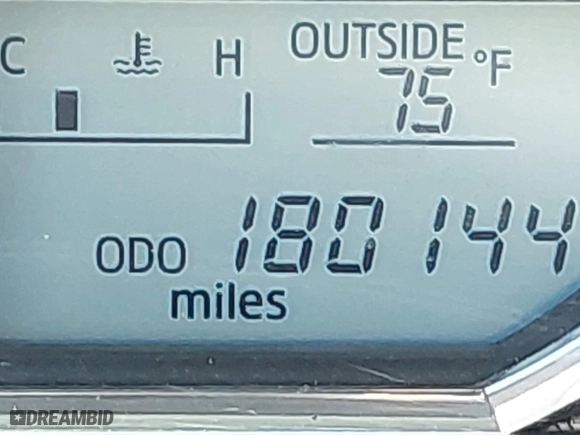 C H OUTSIDE °F
75
ODO 180144
miles
DREAMBID